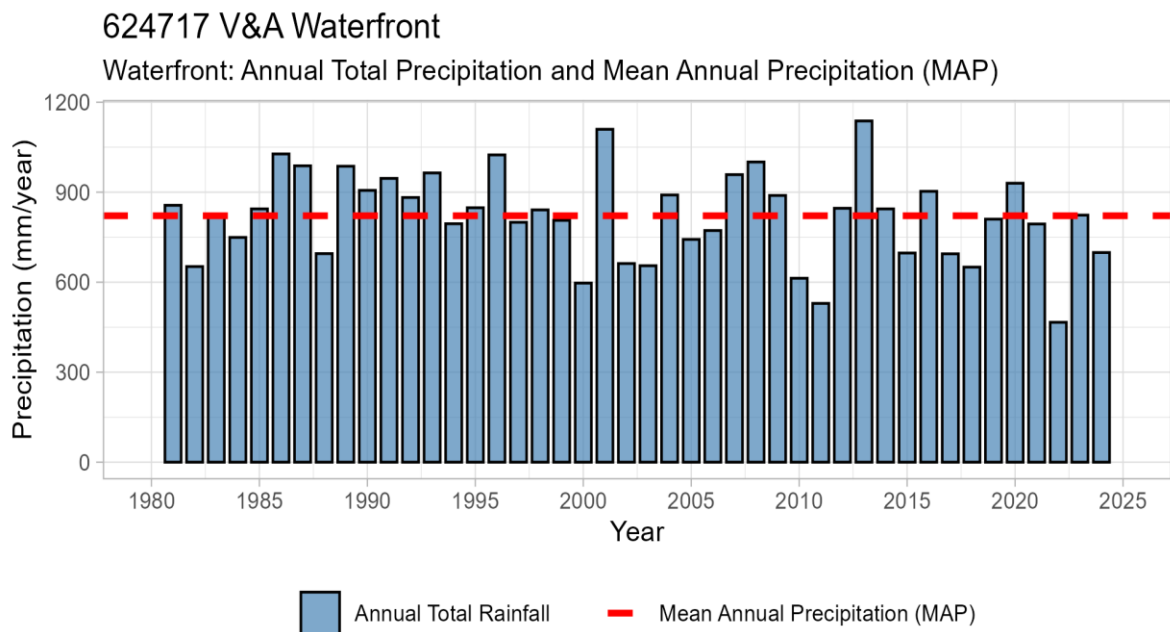 624717 V&A Waterfront
Waterfront: Annual Total Precipitation and Mean Annual Precipitation (MAP)
Precipitation (mm/year)
1200
900
600
300
0
1980 1985 1990 1995 2000 2005 2010 2015 2020 2025
Year
Annual Total Rainfall Mean Annual Precipitation (MAP)